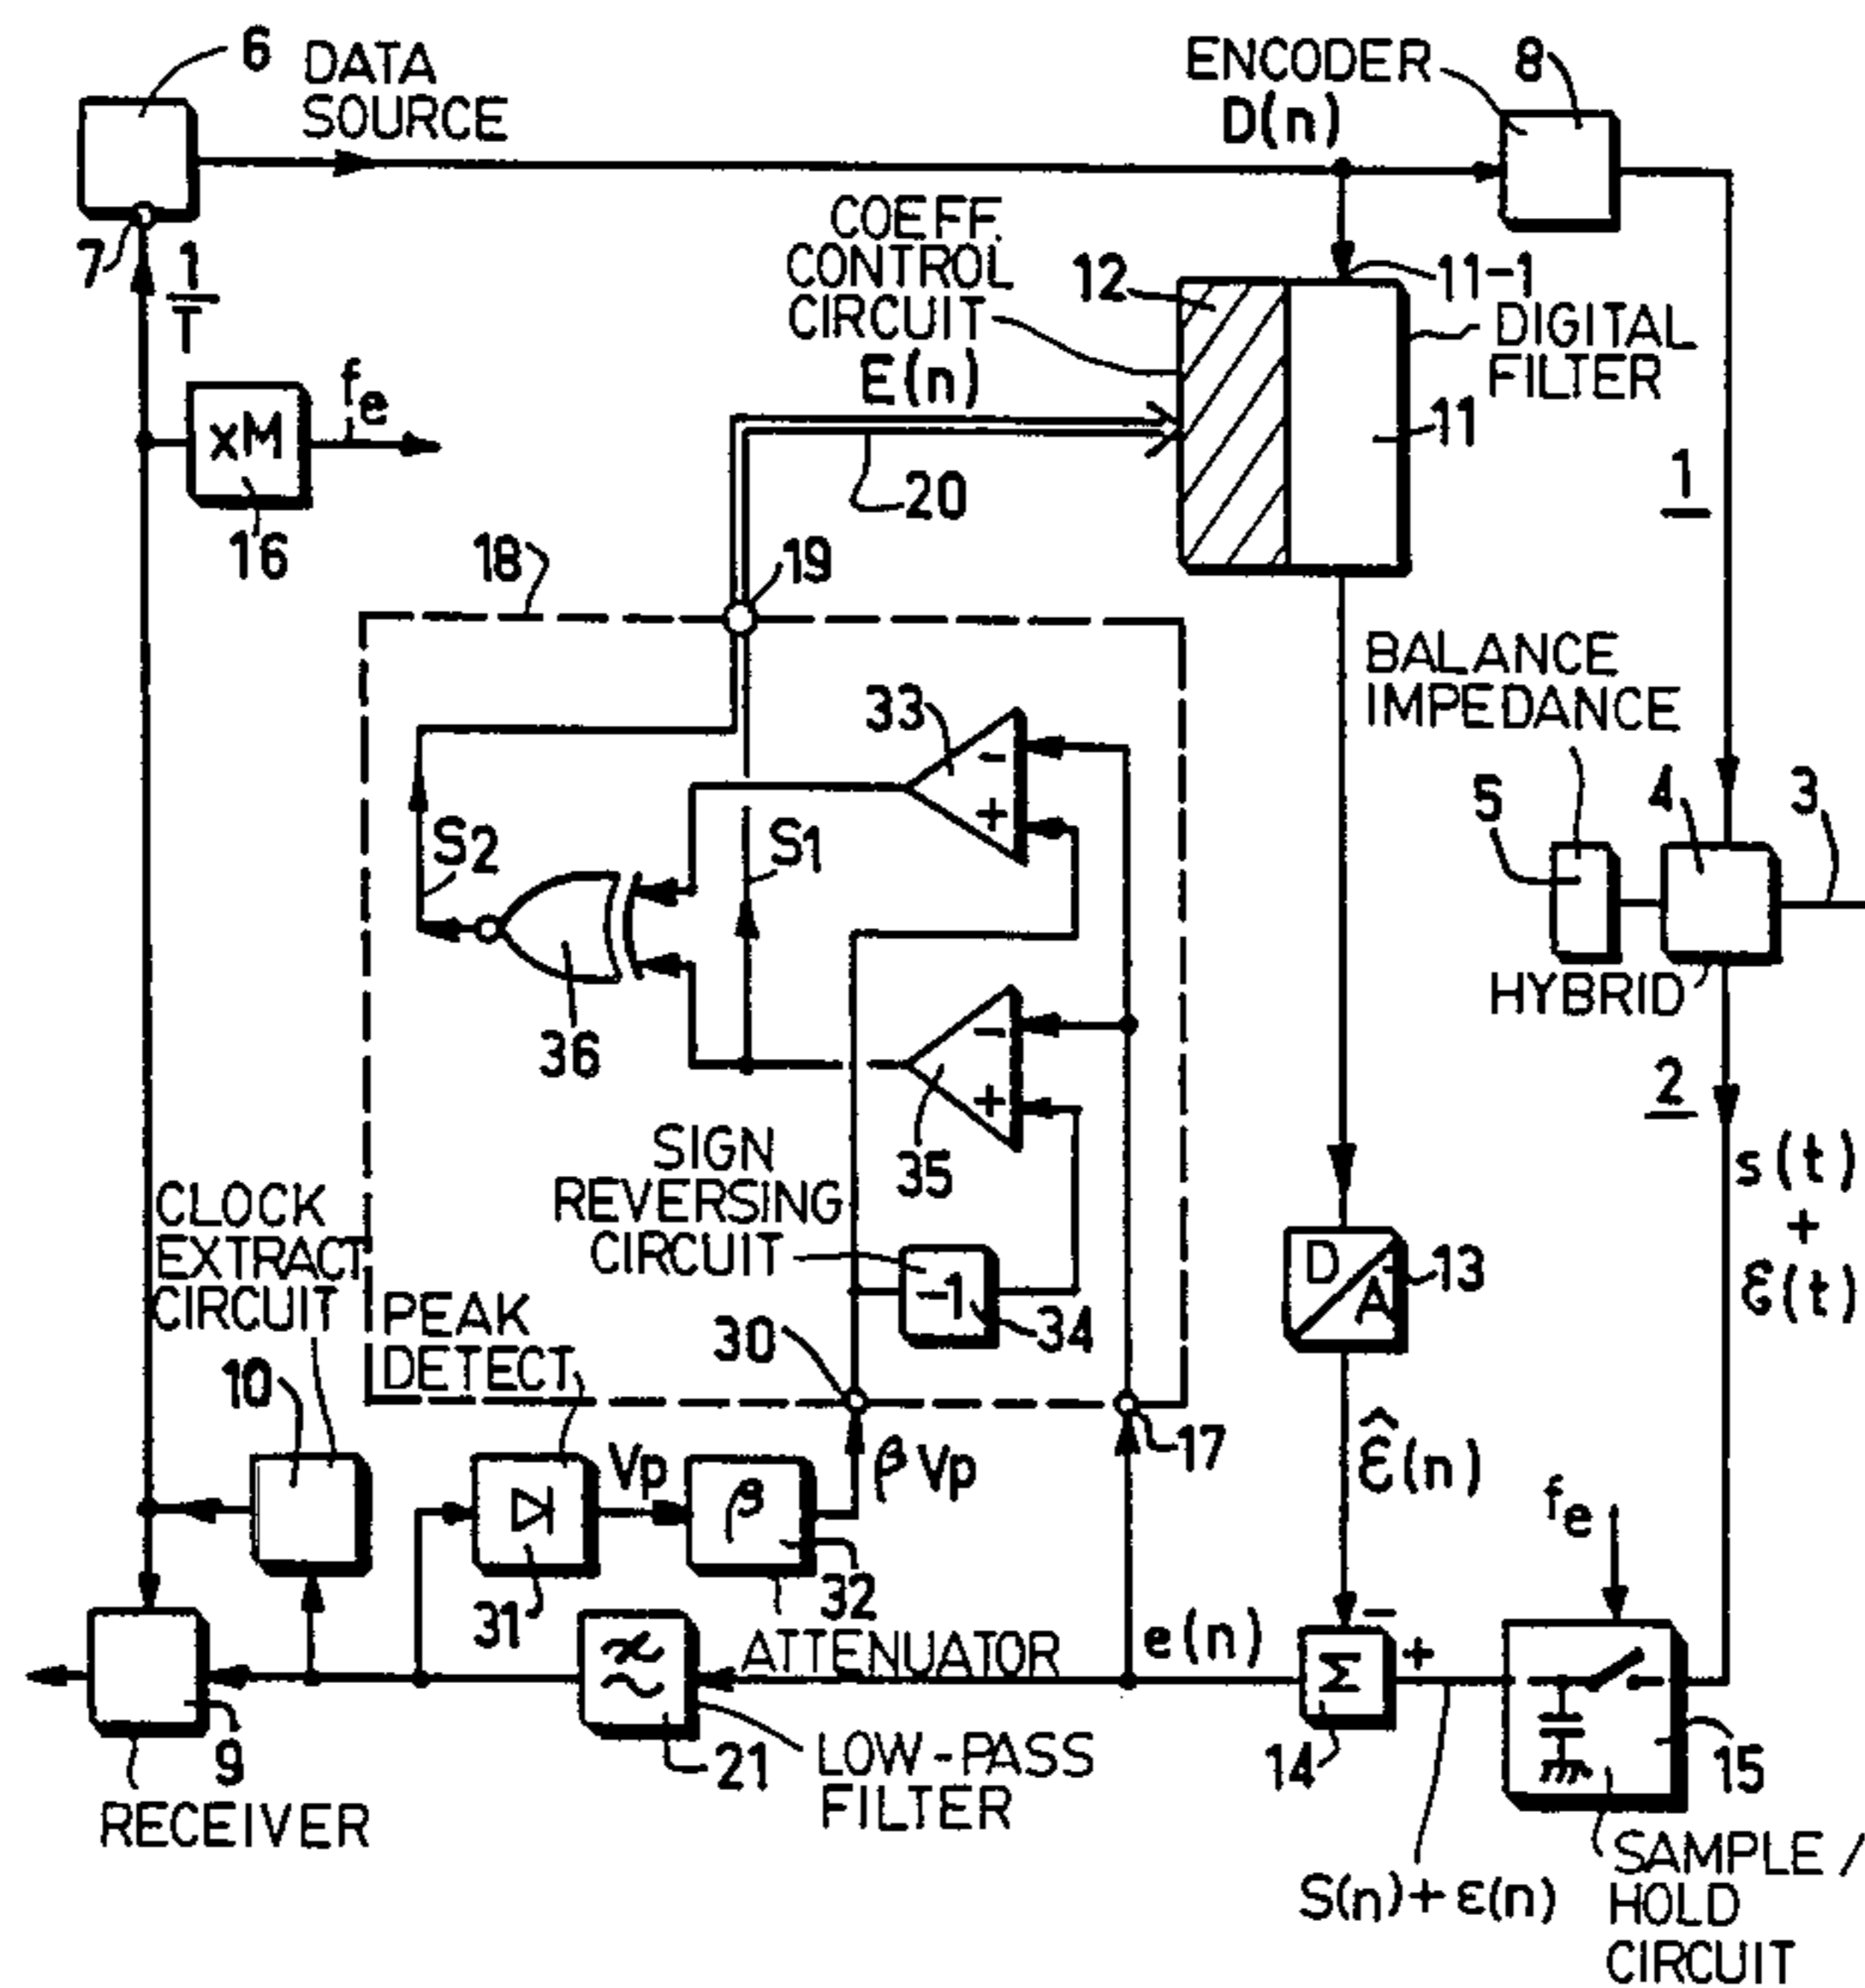 6
DATA
SOURCE
ENCODER
8
D(n)
7
1
T
COEFF.
CONTROL
CIRCUIT
E(n)
12
11-1
DIGITAL
FILTER
11
xM
fe
16
20
1
18
19
BALANCE
IMPEDANCE
33
-
+
S2
S1
5
4
3
HYBRID
36
-
+
35
2
SIGN
REVERSING
CIRCUIT
s(t)
+
ε(t)
CLOCK
EXTRACT
CIRCUIT
-1
34
D
A
13
PEAK
DETECT
30
10
17
Vp
β
βVp
ε̂(n)
fe
31
32
ATTENUATOR
e(n)
-
Σ
+
9
21
LOW-PASS
FILTER
14
15
RECEIVER
S(n)+ε(n)
SAMPLE /
HOLD
CIRCUIT